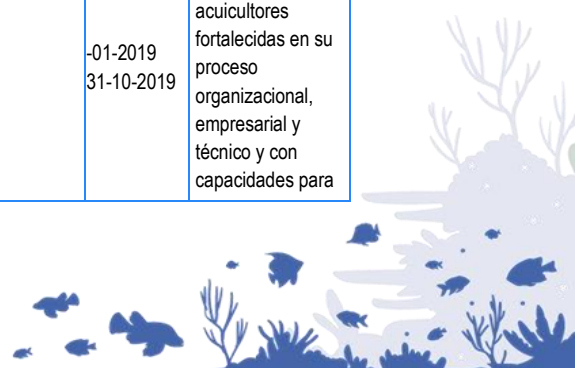 -01-2019
31-10-2019
acuicultores
fortalecidas en su
proceso
organizacional,
empresarial y
técnico y con
capacidades para